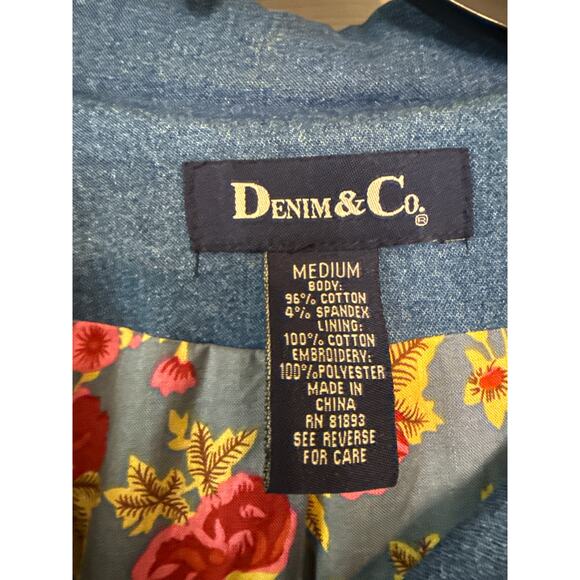 DENIM & CO.®
MEDIUM
BODY:
96% COTTON
4% SPANDEX
LINING:
100% COTTON
EMBROIDERY:
100% POLYESTER
MADE IN
CHINA
RN 81893
SEE REVERSE
FOR CARE